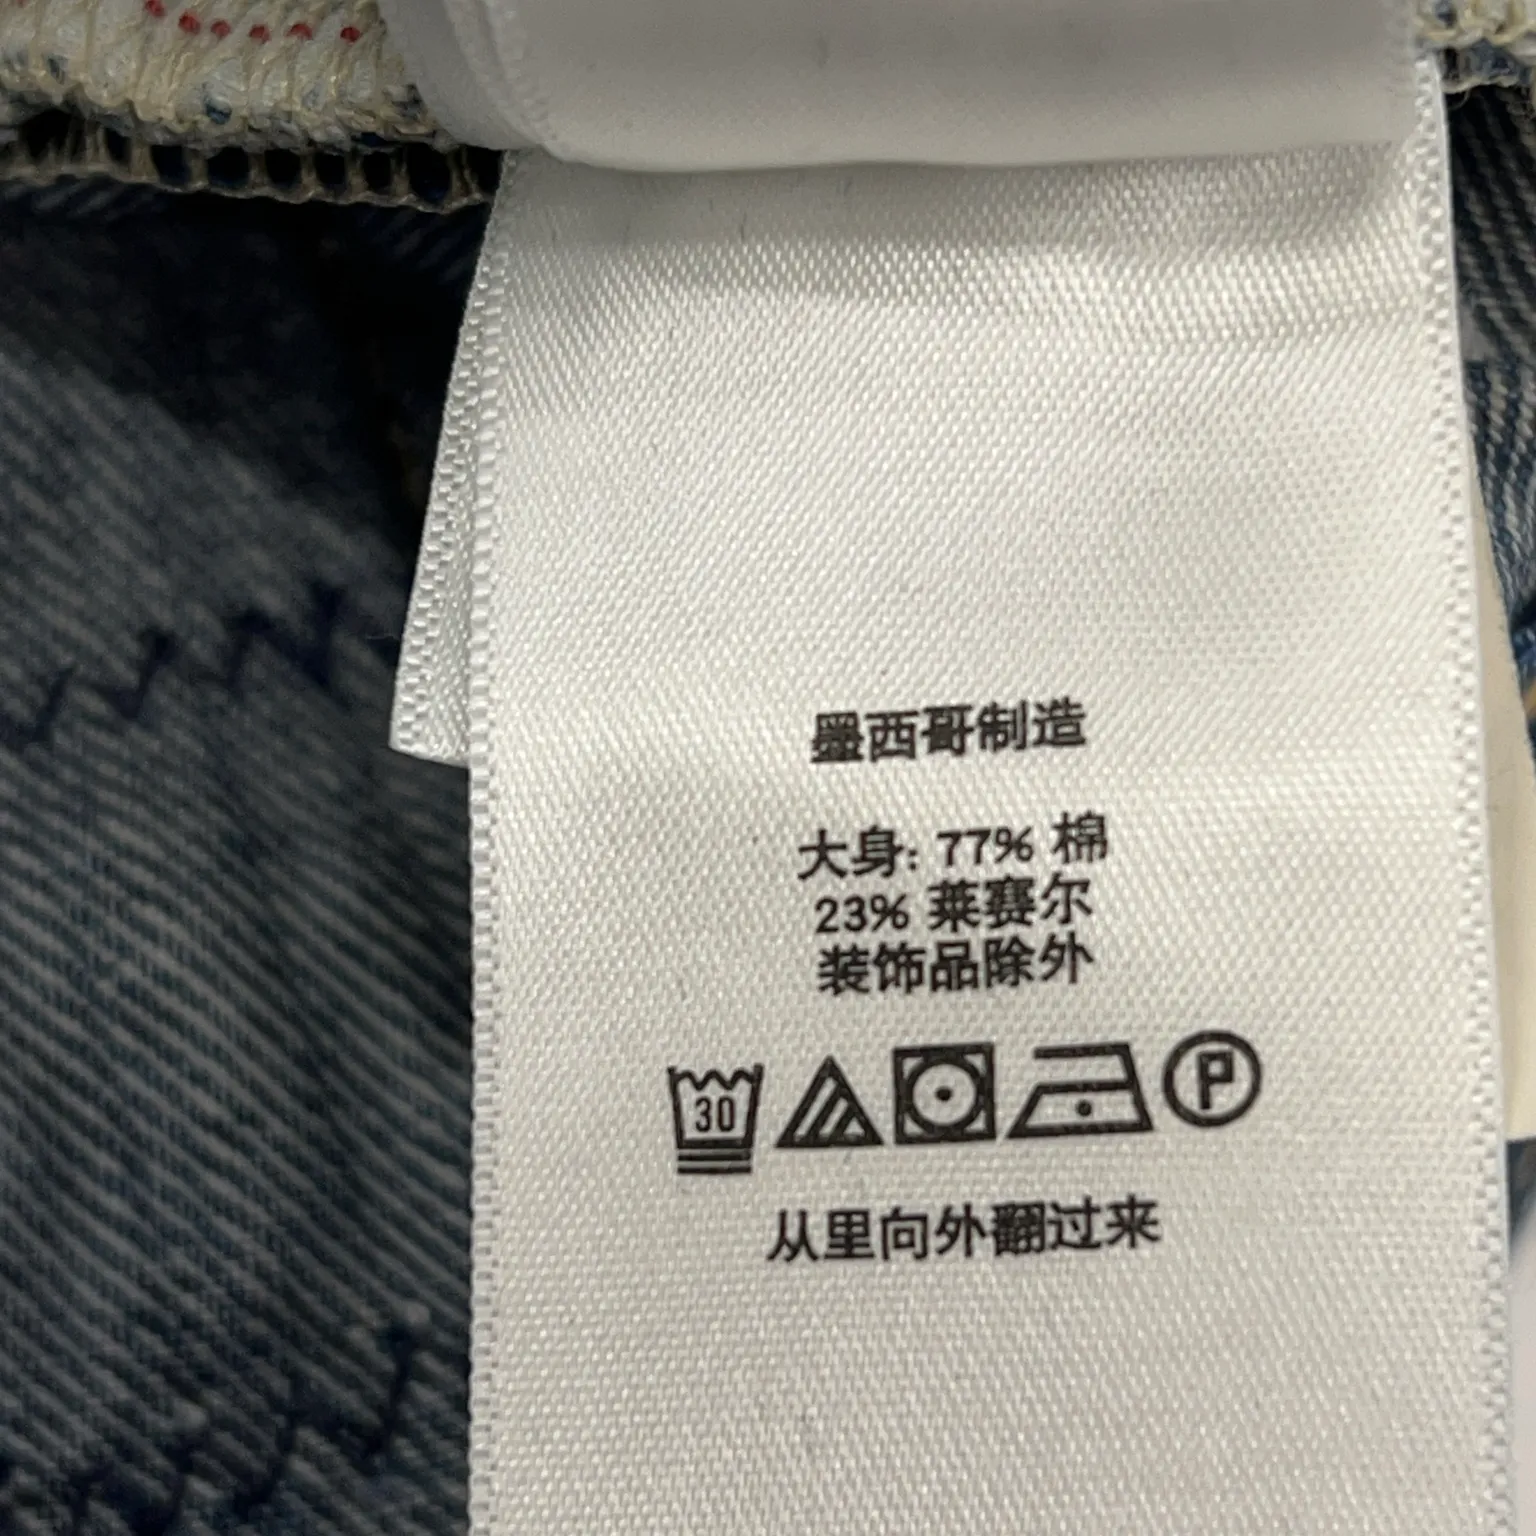 墨西哥制造
大身: 77% 棉
23% 莱赛尔
装饰品除外
30 P
从里向外翻过来